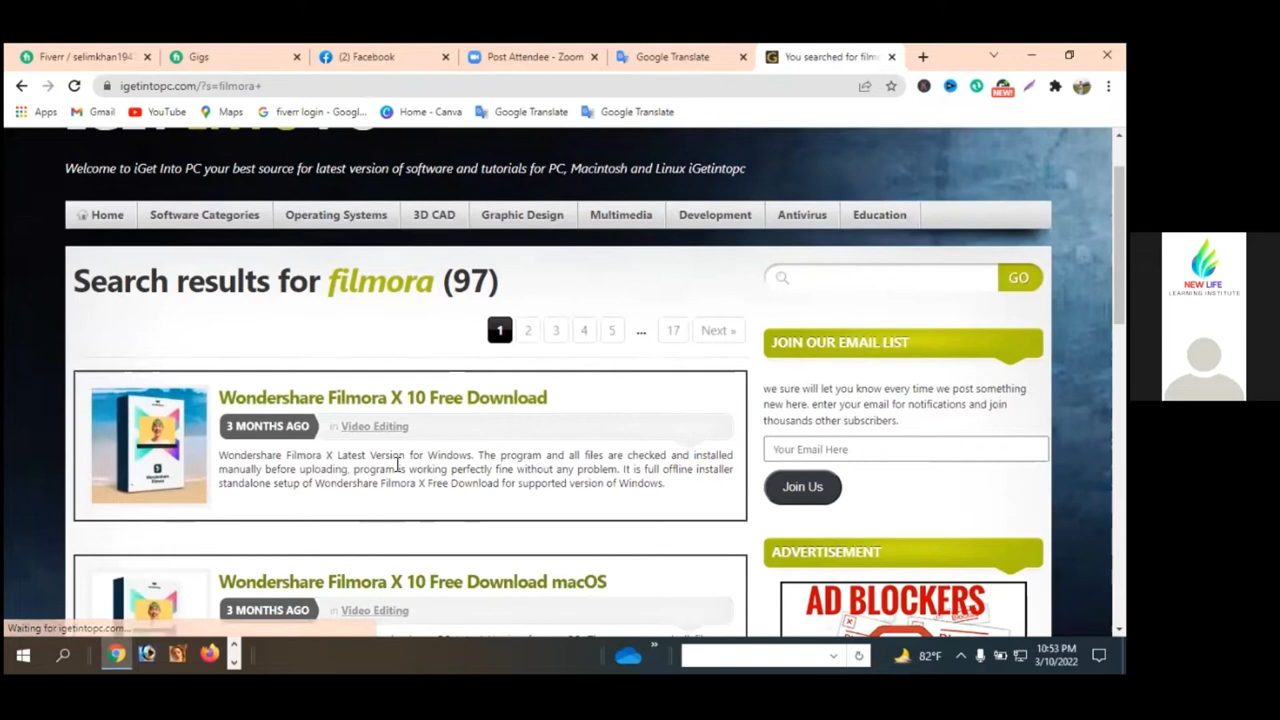 Fiverr / selimkhan194
Gigs
(2) Facebook
Post Attendee - Zoom
Google Translate
You searched for film
igetintopc.com/?s=filmora+
Apps
Gmail
YouTube
Maps
fiverr login - Googl...
Home - Canva
Google Translate
Google Translate
NEW!
Welcome to iGet Into PC your best source for latest version of software and tutorials for PC, Macintosh and Linux iGetintopc
Home
Software Categories
Operating Systems
3D CAD
Graphic Design
Multimedia
Development
Antivirus
Education
Search results for filmora (97)
GO
1 2 3 4 5 ... 17 Next »
JOIN OUR EMAIL LIST
we sure will let you know every time we post something
new here. enter your email for notifications and join
thousands other subscribers.
Your Email Here
Join Us
Wondershare Filmora X 10 Free Download
3 MONTHS AGO in Video Editing
Wondershare Filmora X Latest Version for Windows. The program and all files are checked and installed
manually before uploading, program is working perfectly fine without any problem. It is full offline installer
standalone setup of Wondershare Filmora X Free Download for supported version of Windows.
ADVERTISEMENT
AD BLOCKERS
Wondershare Filmora X 10 Free Download macOS
3 MONTHS AGO in Video Editing
Waiting for igetintopc.com...
82°F
10:53 PM
3/10/2022
NEW LIFE
LEARNING INSTITUTE